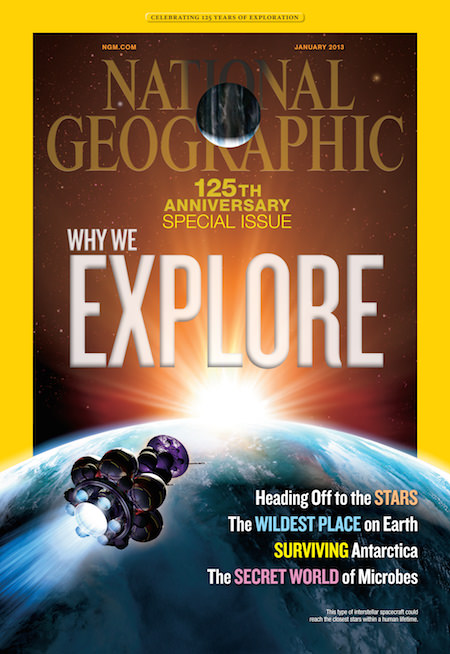 CELEBRATING 125 YEARS OF EXPLORATION
NGM.COM
JANUARY 2013
NATIONAL
GEOGRAPHIC
125TH
ANNIVERSARY
SPECIAL ISSUE
WHY WE
EXPLORE
Heading Off to the STARS
The WILDEST PLACE on Earth
SURVIVING Antarctica
The SECRET WORLD of Microbes
This type of interstellar spacecraft could
reach the closest stars within a human lifetime.